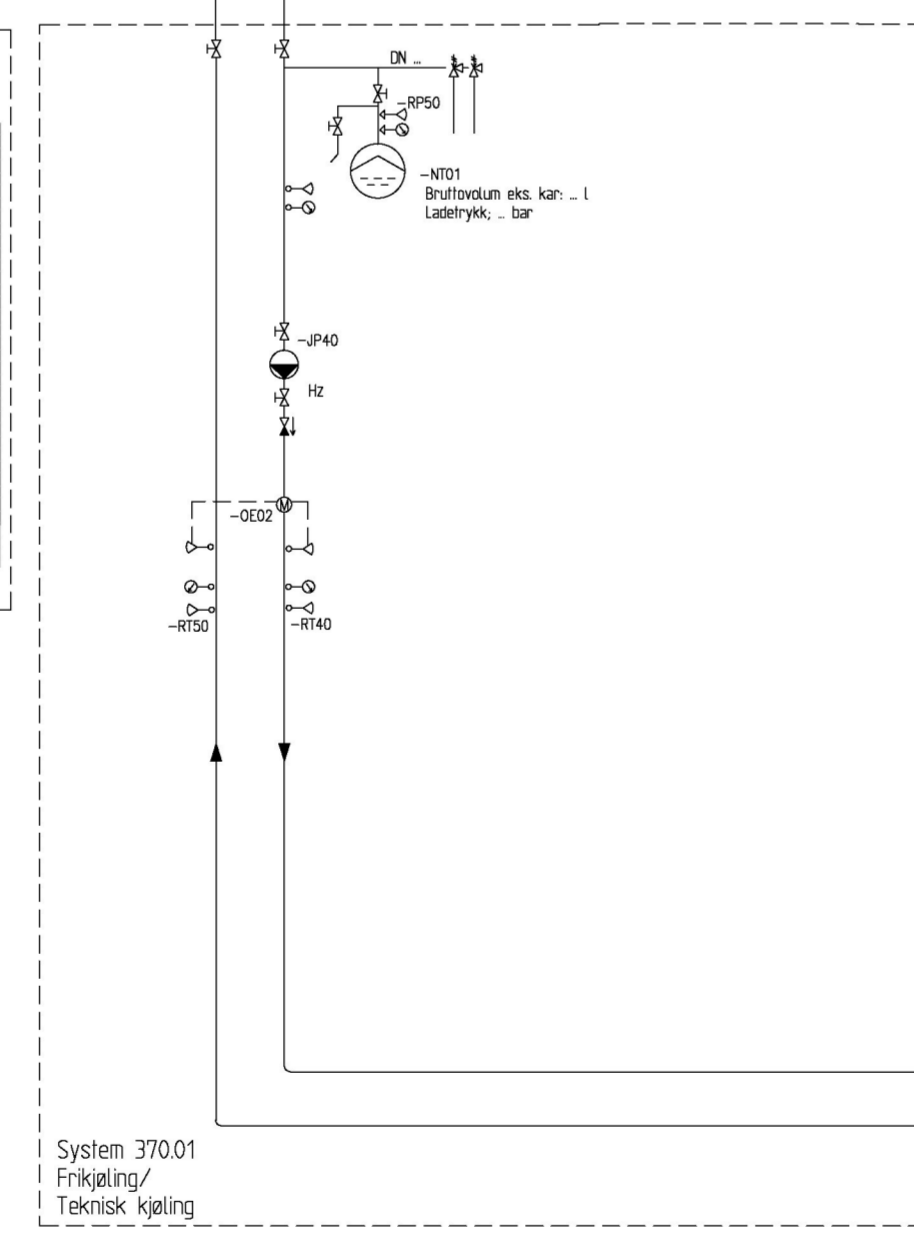 DN ...
-RP50
-NT01
Bruttovolum eks. kar: ... l
Ladetrykk; ... bar
-JP40
Hz
M
-OE02
-RT50
-RT40
System 370.01
Frikjøling/
Teknisk kjøling